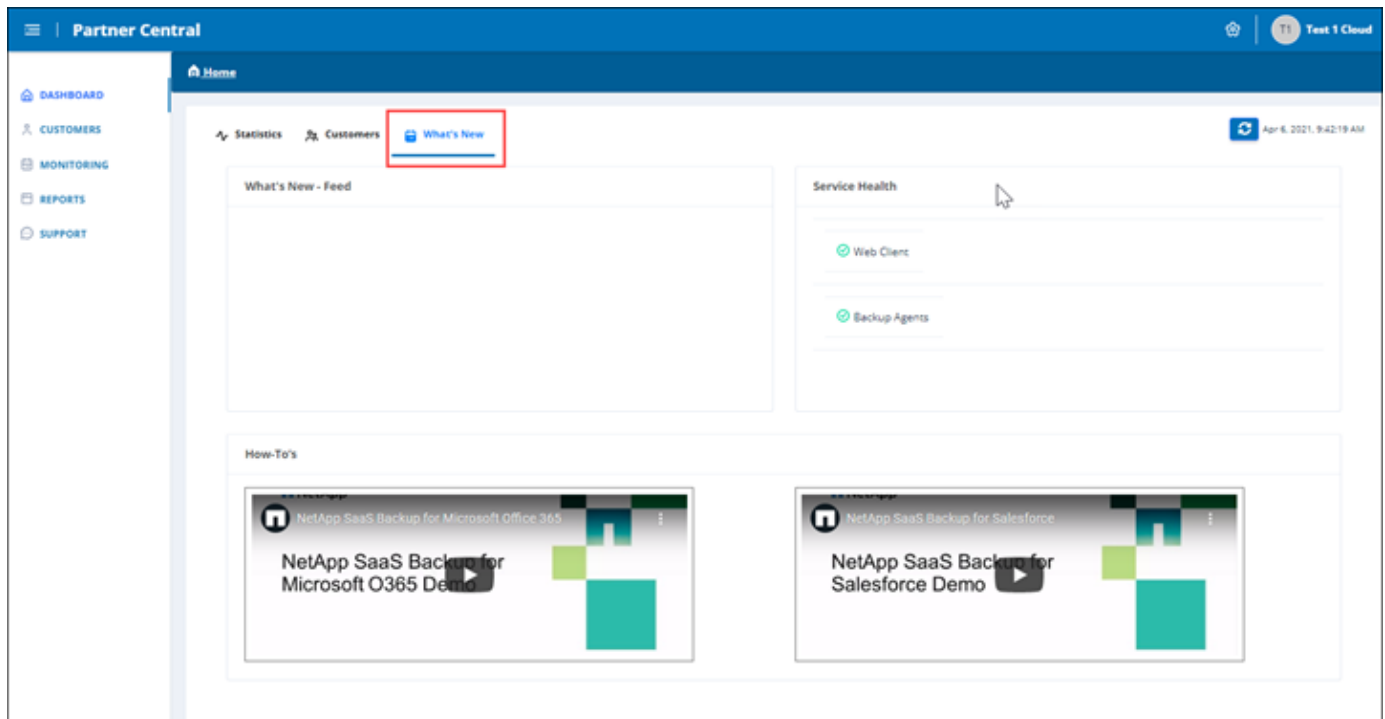 Partner Central
T1 Test 1 Cloud
Home
DASHBOARD
CUSTOMERS
MONITORING
REPORTS
SUPPORT
Statistics Customers What's New
Apr 6, 2021, 9:42:19 AM
What's New - Feed
Service Health
Web Client
Backup Agents
How-To's
NetApp SaaS Backup for Microsoft Office 365
NetApp SaaS Backup for
Microsoft O365 Demo
NetApp SaaS Backup for Salesforce
NetApp SaaS Backup for
Salesforce Demo